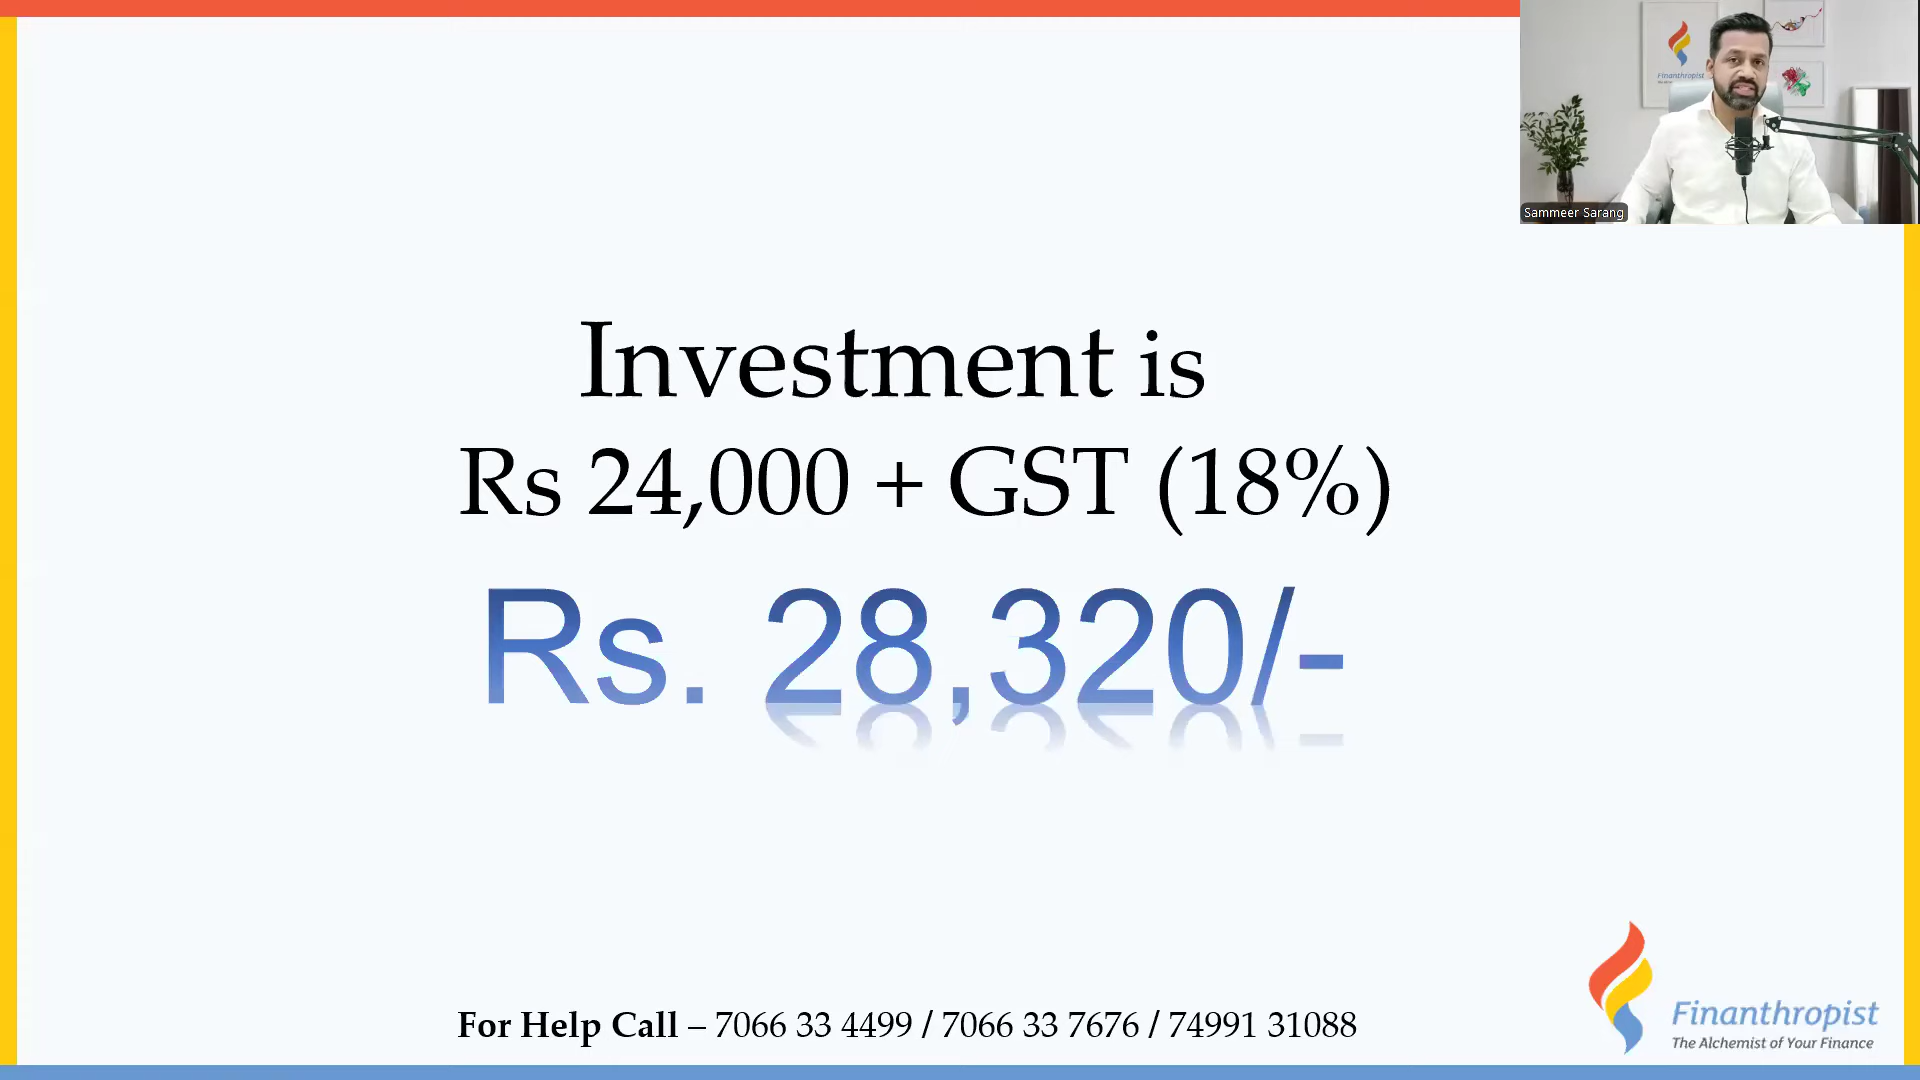 Finanthropist
Sammeer Sarang
Investment is
Rs 24,000 + GST (18%)
Rs. 28,320/-
For Help Call – 7066 33 4499 / 7066 33 7676 / 74991 31088
Finanthropist
The Alchemist of Your Finance